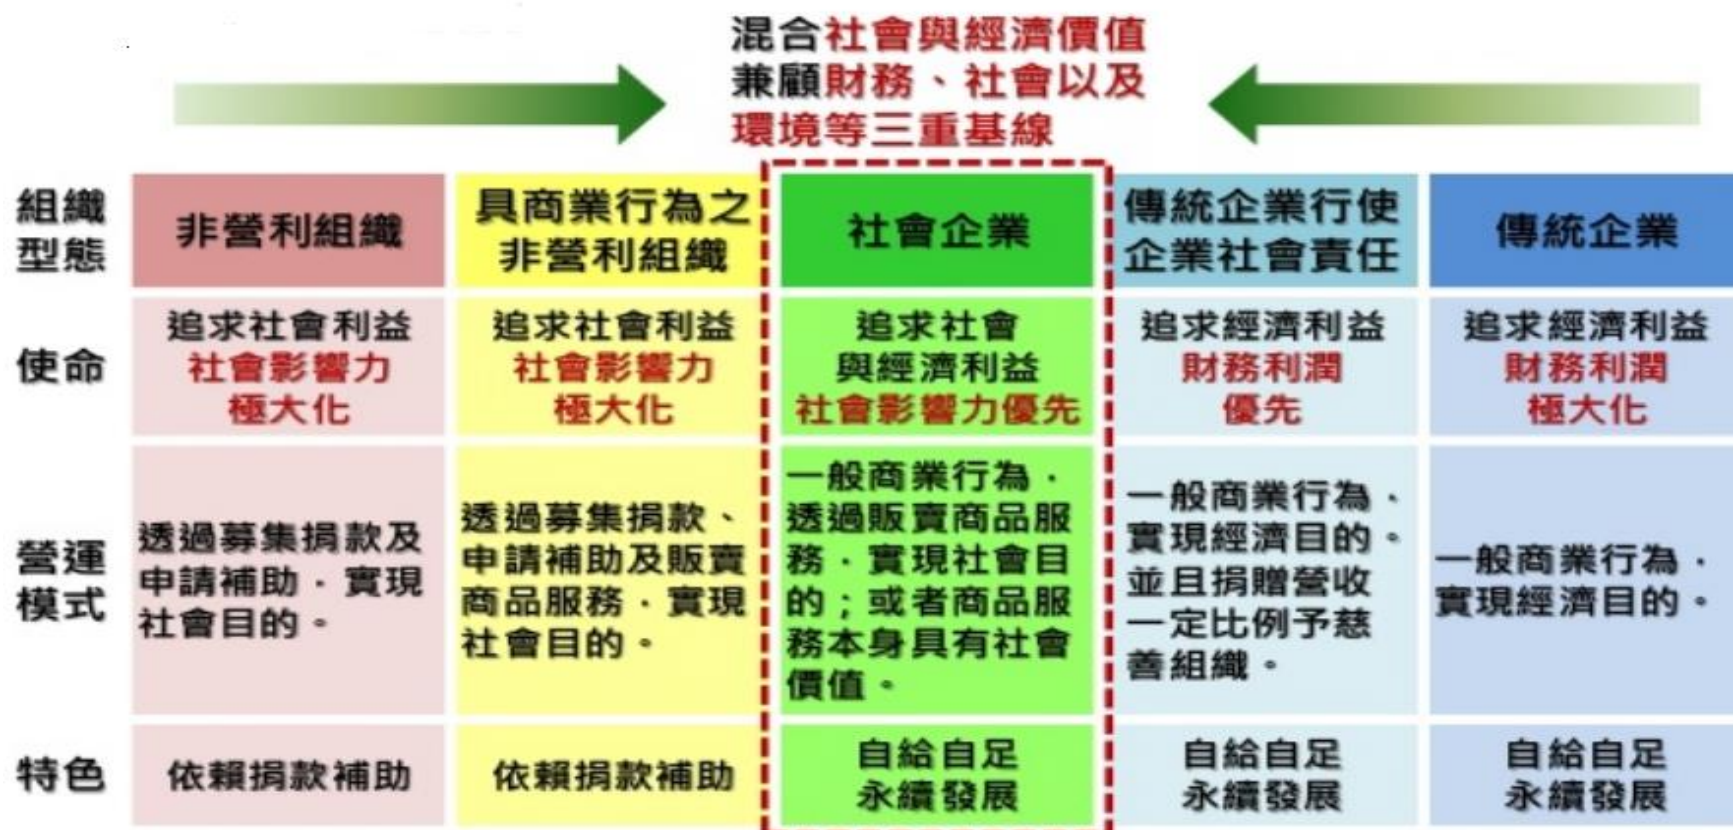 混合社會與經濟價值
兼顧財務、社會以及
環境等三重基線
組織
型態
非營利組織
具商業行為之
非營利組織
社會企業
傳統企業行使
企業社會責任
傳統企業
使命
追求社會利益
社會影響力
極大化
追求社會利益
社會影響力
極大化
追求社會
與經濟利益
社會影響力優先
追求經濟利益
財務利潤
優先
追求經濟利益
財務利潤
極大化
營運
模式
透過募集捐款及
申請補助，實現
社會目的。
透過募集捐款、
申請補助及販賣
商品服務，實現
社會目的。
一般商業行為，
透過販賣商品服
務，實現社會目
的；或者商品服
務本身具有社會
價值。
一般商業行為，
實現經濟目的。
並且捐贈營收
一定比例予慈
善組織。
一般商業行為，
實現經濟目的。
特色
依賴捐款補助
依賴捐款補助
自給自足
永續發展
自給自足
永續發展
自給自足
永續發展